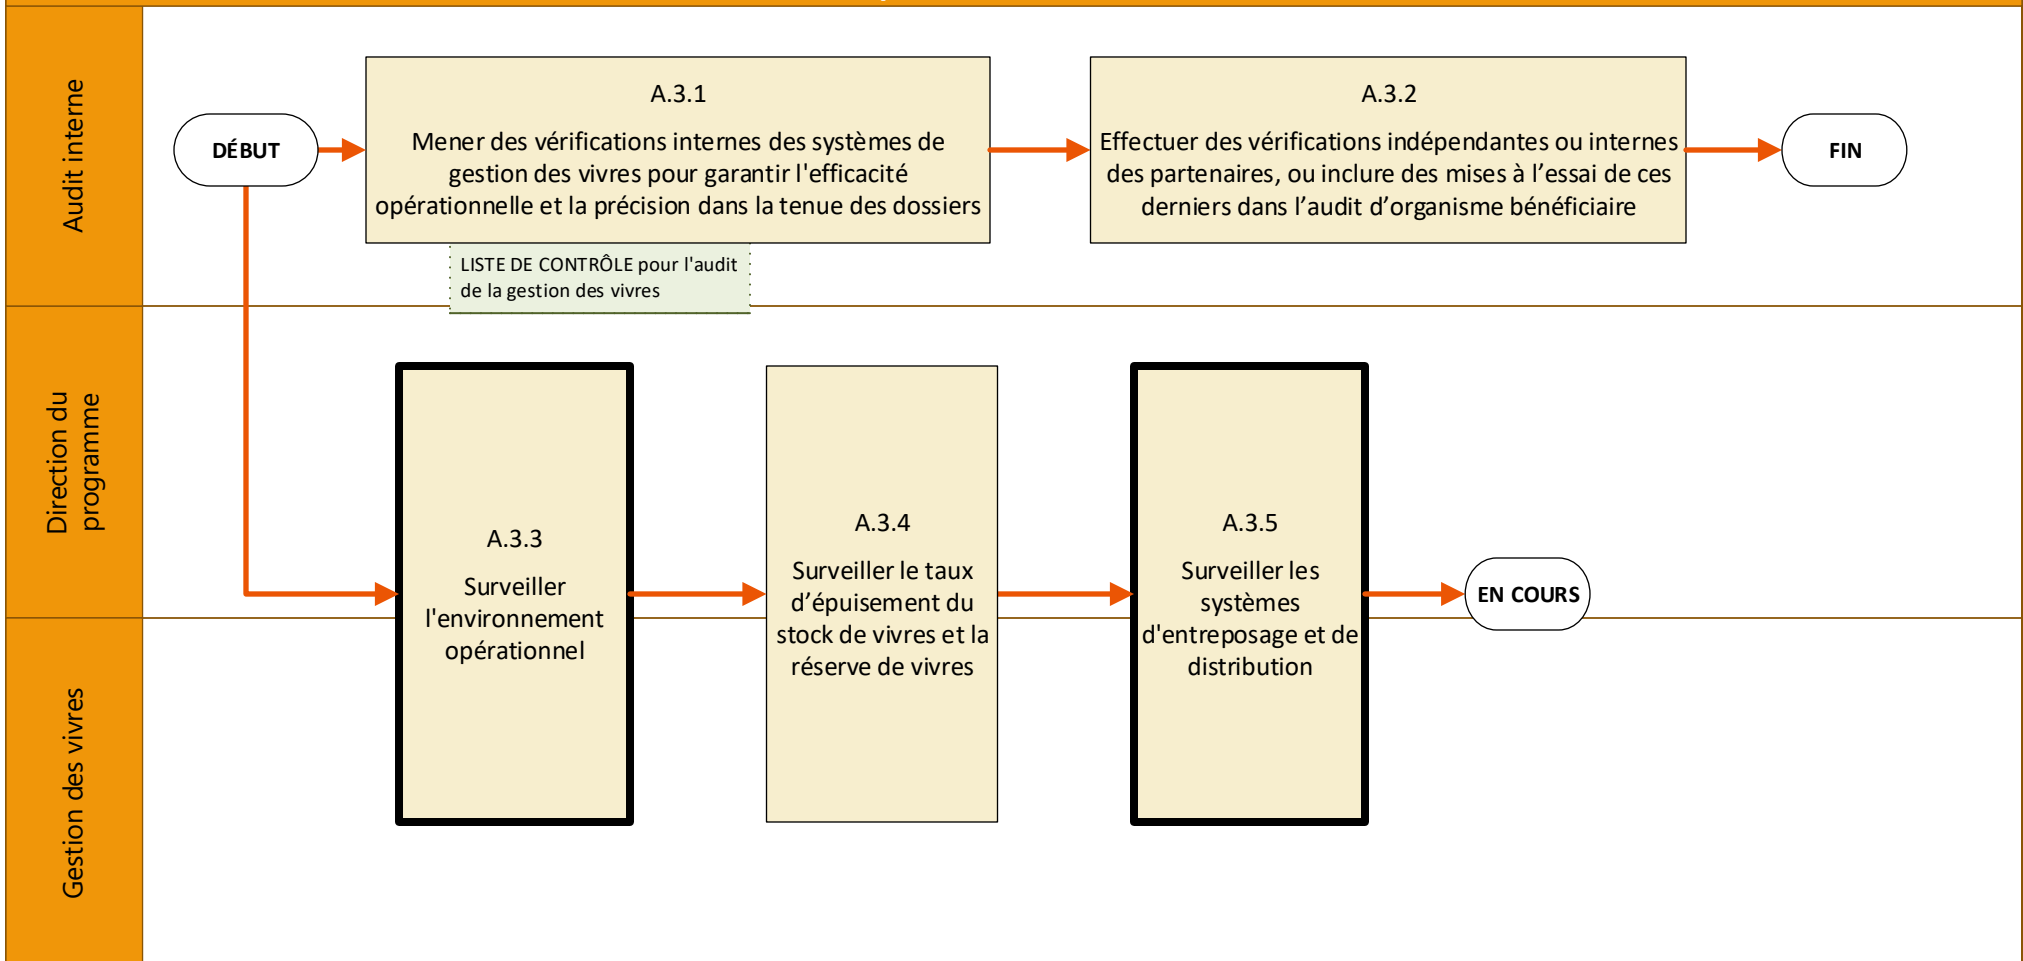 Audit interne
DÉBUT
A.3.1
Mener des vérifications internes des systèmes de
gestion des vivres pour garantir l'efficacité
opérationnelle et la précision dans la tenue des dossiers
LISTE DE CONTRÔLE pour l'audit
de la gestion des vivres
A.3.2
Effectuer des vérifications indépendantes ou internes
des partenaires, ou inclure des mises à l’essai de ces
derniers dans l’audit d’organisme bénéficiaire
FIN
Direction du
programme
A.3.3
Surveiller
l'environnement
opérationnel
A.3.4
Surveiller le taux
d’épuisement du
stock de vivres et la
réserve de vivres
A.3.5
Surveiller les
systèmes
d'entreposage et de
distribution
EN COURS
Gestion des vivres